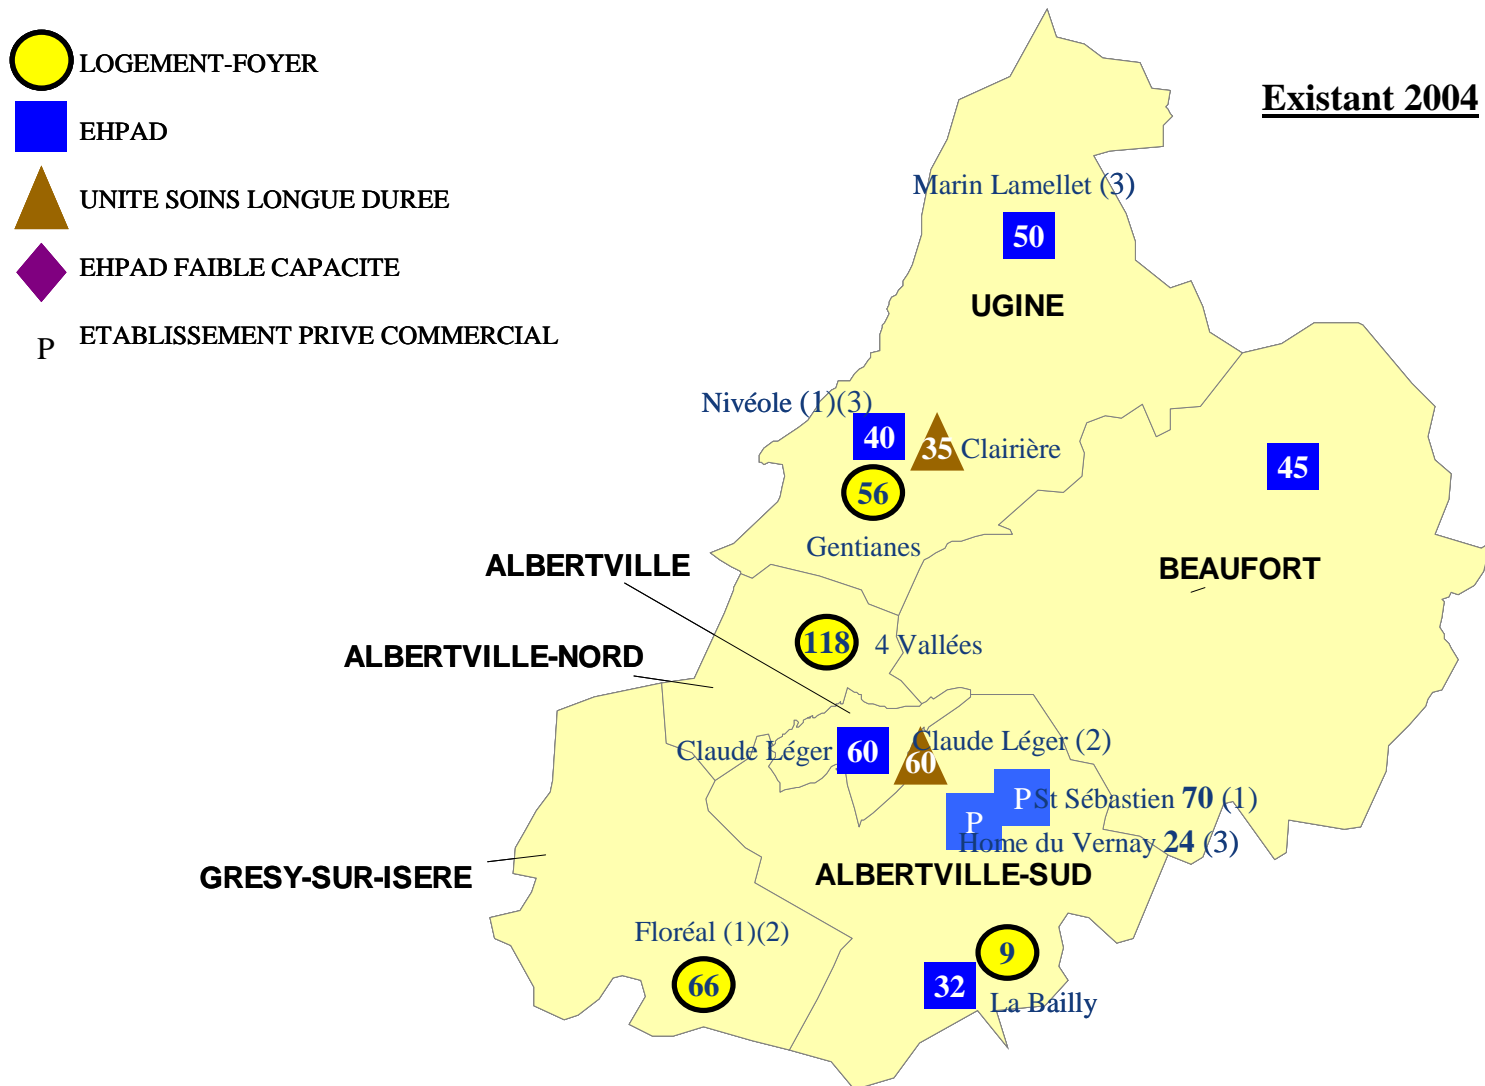 LOGEMENT-FOYER
EHPAD
UNITE SOINS LONGUE DUREE
EHPAD FAIBLE CAPACITE
P ETABLISSEMENT PRIVE COMMERCIAL
Existant 2004
Marin Lamellet (3)
50
UGINE
Nivéole (1)(3)
40
35 Clairière
56
Gentianes
45
BEAUFORT
ALBERTVILLE
118 4 Vallées
ALBERTVILLE-NORD
Claude Léger 60
60 Claude Léger (2)
P St Sébastien 70 (1)
P
Home du Vernay 24 (3)
GRESY-SUR-ISERE
ALBERTVILLE-SUD
Floréal (1)(2)
66
9
32
La Bailly